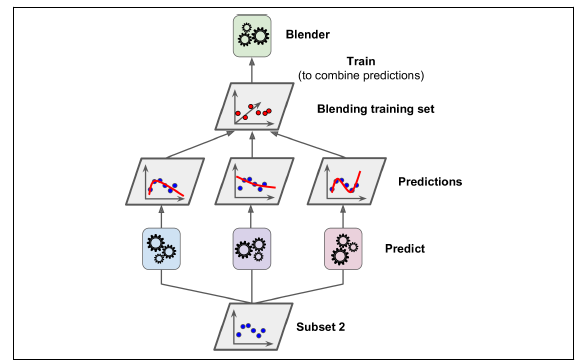 Blender
Train
(to combine predictions)
Blending training set
Predictions
Predict
Subset 2